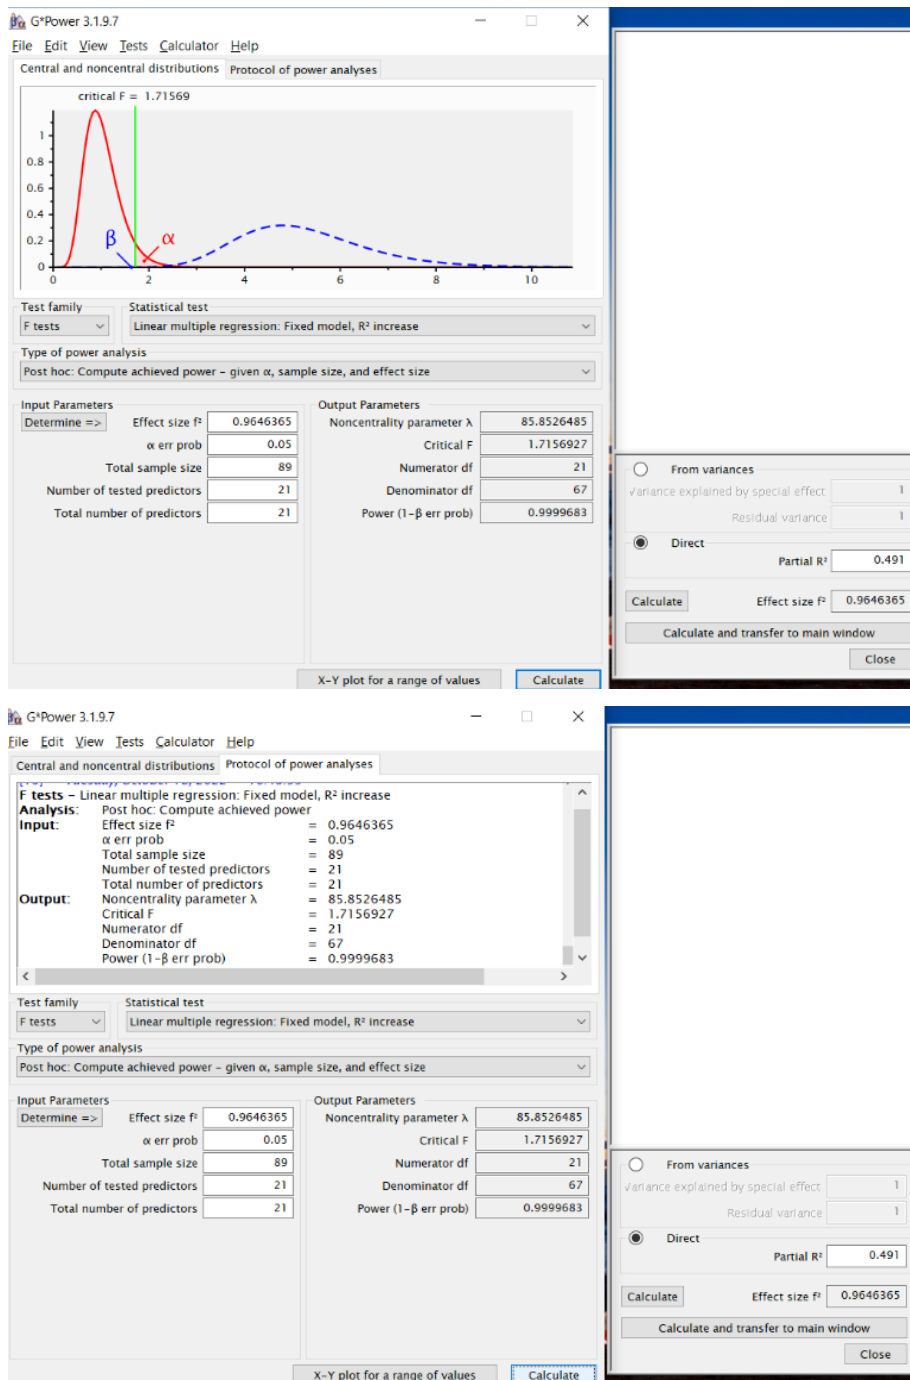 G*Power 3.1.9.7
File Edit View Tests Calculator Help
Central and noncentral distributions Protocol of power analyses
critical F = 1.71569
1
0.8
0.6
0.4
0.2
0
β α
0 2 4 6 8 10
Test family Statistical test
F tests Linear multiple regression: Fixed model, R² increase
Type of power analysis
Post hoc: Compute achieved power – given α, sample size, and effect size
Input Parameters Output Parameters
Determine => Effect size f² 0.9646365 Noncentrality parameter λ 85.8526485
α err prob 0.05 Critical F 1.7156927
Total sample size 89 Numerator df 21
Number of tested predictors 21 Denominator df 67
Total number of predictors 21 Power (1-β err prob) 0.9999683
From variances
Variance explained by special effect 1
Residual variance 1
Direct
Partial R² 0.491
Calculate Effect size f² 0.9646365
Calculate and transfer to main window
Close
X-Y plot for a range of values Calculate
G*Power 3.1.9.7
File Edit View Tests Calculator Help
Central and noncentral distributions Protocol of power analyses
F tests – Linear multiple regression: Fixed model, R² increase
Analysis: Post hoc: Compute achieved power
Input: Effect size f² = 0.9646365
α err prob = 0.05
Total sample size = 89
Number of tested predictors = 21
Total number of predictors = 21
Output: Noncentrality parameter λ = 85.8526485
Critical F = 1.7156927
Numerator df = 21
Denominator df = 67
Power (1-β err prob) = 0.9999683
Test family Statistical test
F tests Linear multiple regression: Fixed model, R² increase
Type of power analysis
Post hoc: Compute achieved power – given α, sample size, and effect size
Input Parameters Output Parameters
Determine => Effect size f² 0.9646365 Noncentrality parameter λ 85.8526485
α err prob 0.05 Critical F 1.7156927
Total sample size 89 Numerator df 21
Number of tested predictors 21 Denominator df 67
Total number of predictors 21 Power (1-β err prob) 0.9999683
From variances
Variance explained by special effect 1
Residual variance 1
Direct
Partial R² 0.491
Calculate Effect size f² 0.9646365
Calculate and transfer to main window
Close
X-Y plot for a range of values Calculate